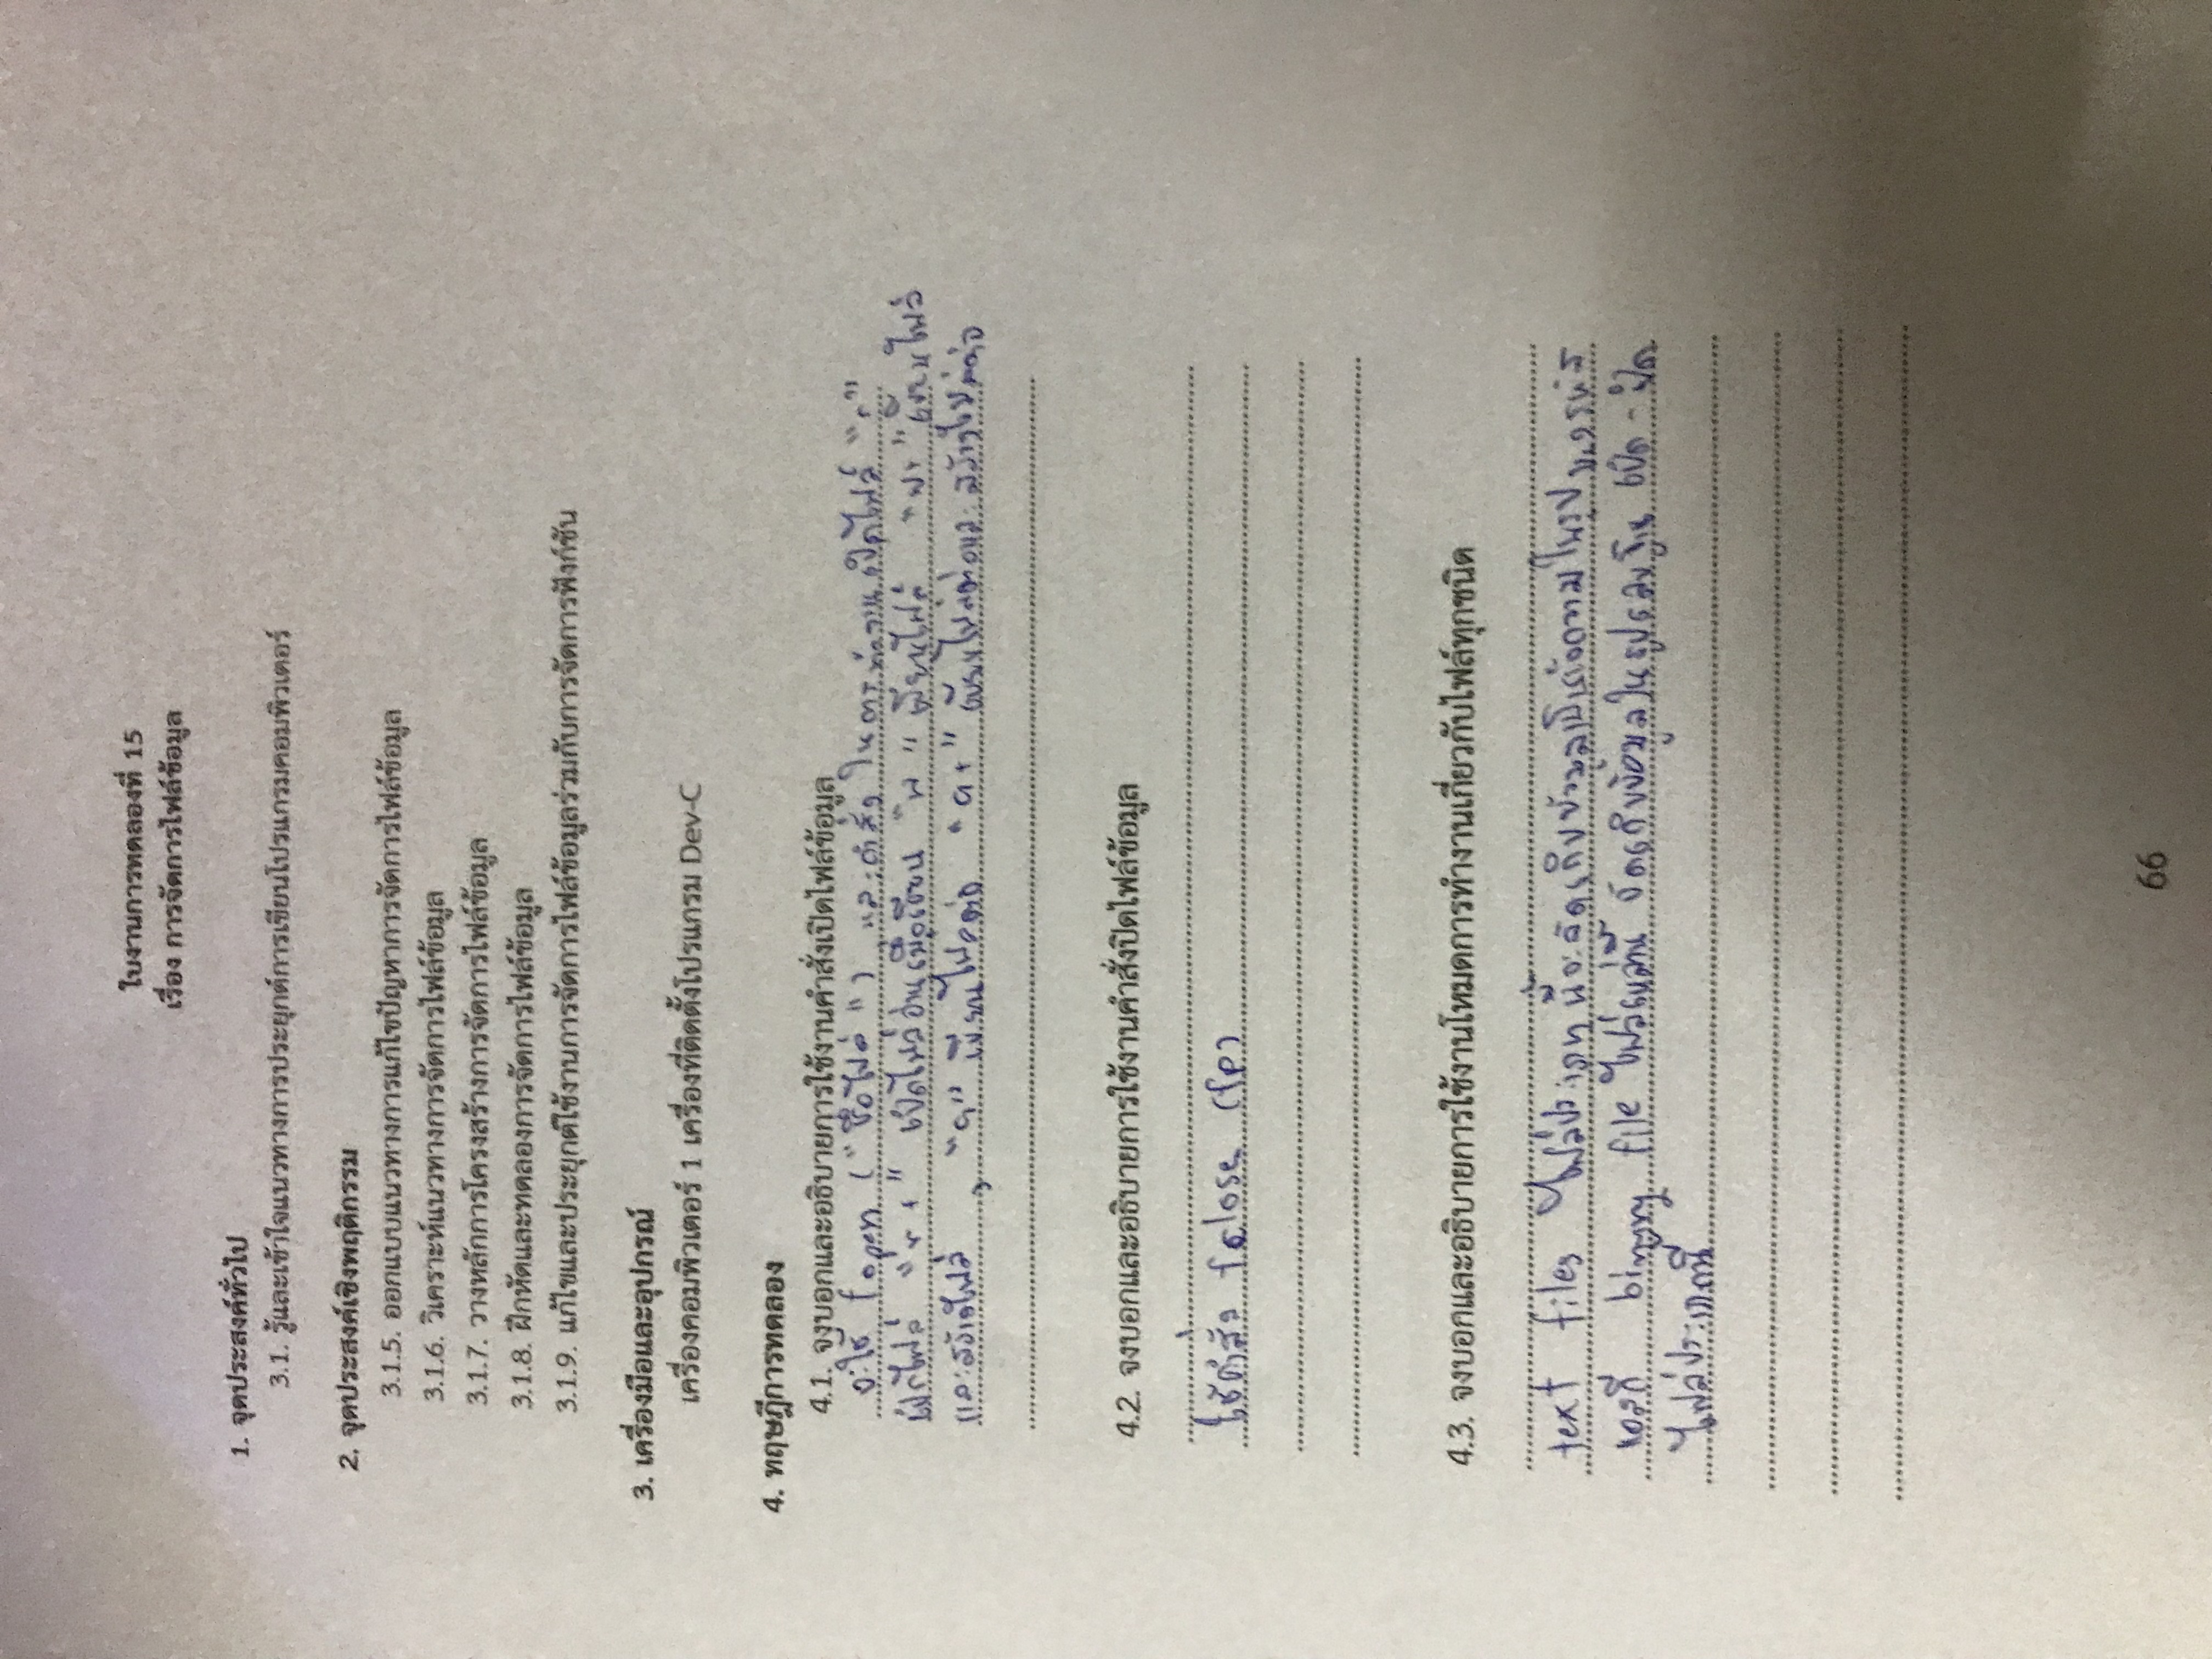 ใบงานการทดลองที่ 15
เรื่อง การจัดการไฟล์ข้อมูล
1. จุดประสงค์ทั่วไป
3.1. รู้และเข้าใจแนวทางการประยุกต์การเขียนโปรแกรมคอมพิวเตอร์
2. จุดประสงค์เชิงพฤติกรรม
3.1.5. ออกแบบแนวทางการแก้ไขปัญหาการจัดการไฟล์ข้อมูล
3.1.6. วิเคราะห์แนวทางการจัดการไฟล์ข้อมูล
3.1.7. วางหลักการโครงสร้างการจัดการไฟล์ข้อมูล
3.1.8. ฝึกหัดและทดลองการจัดการไฟล์ข้อมูล
3.1.9. แก้ไขและประยุกต์ใช้งานการจัดการไฟล์ข้อมูลร่วมกับการจัดการฟังก์ชัน
3. เครื่องมือและอุปกรณ์
เครื่องคอมพิวเตอร์ 1 เครื่องที่ติดตั้งโปรแกรม Dev-C
4. ทฤษฎีการทดลอง
4.1. จงบอกและอธิบายการใช้งานคำสั่งเปิดไฟล์ข้อมูล
จะใช้ fopen ("ชื่อไฟล์") และคำสั่ง ในการทำงานเปิดไฟล์ "r"
เปิดไฟล์ "r+" เปิดไฟล์อ่านเพื่อเขียน "w" เขียนไฟล์ "w+" เขียนไฟล์
และสร้างไฟล์ , "a" เขียนไฟล์ต่อ "a+" เขียนไฟล์ต่อและสร้างไฟล์ต่อ
4.2. จงบอกและอธิบายการใช้งานคำสั่งปิดไฟล์ข้อมูล
ใช้คำสั่ง fclose (fp)
4.3. จงบอกและอธิบายการใช้งานโหมดการทำงานเกี่ยวกับไฟล์ทุกชนิด
text files ไฟล์ประเภทนี้จะจัดเก็บข้อมูลเป็นข้อความในรูปของรหัส
แอสกี file ไฟล์เหล่านี้ จัดเก็บข้อมูลในรูปเลขฐาน เปิด - ปิด
ไฟล์ประเภทนี้
66